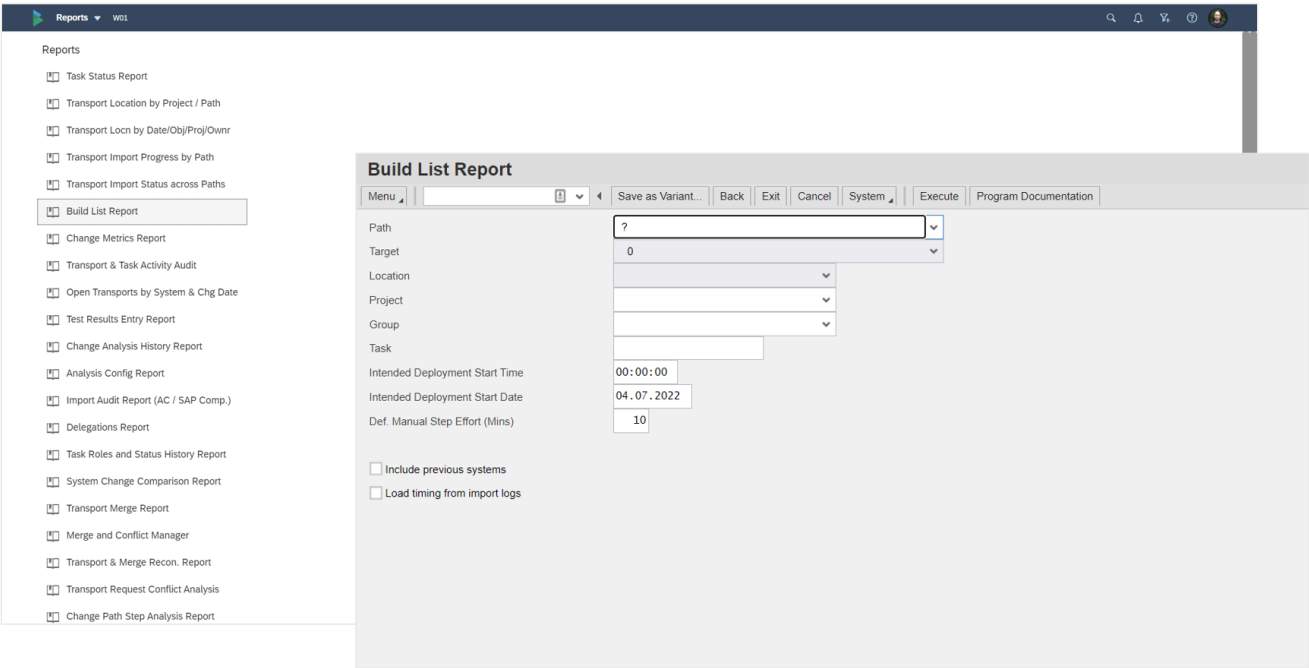 Reports W01
Reports
Task Status Report
Transport Location by Project / Path
Transport Locn by Date/Obj/Proj/Ownr
Transport Import Progress by Path
Transport Import Status across Paths
Build List Report
Change Metrics Report
Transport & Task Activity Audit
Open Transports by System & Chg Date
Test Results Entry Report
Change Analysis History Report
Analysis Config Report
Import Audit Report (AC / SAP Comp.)
Delegations Report
Task Roles and Status History Report
System Change Comparison Report
Transport Merge Report
Merge and Conflict Manager
Transport & Merge Recon. Report
Transport Request Conflict Analysis
Change Path Step Analysis Report
Build List Report
Menu Save as Variant... Back Exit Cancel System Execute Program Documentation
Path ?
Target 0
Location
Project
Group
Task
Intended Deployment Start Time 00:00:00
Intended Deployment Start Date 04.07.2022
Def. Manual Step Effort (Mins) 10
Include previous systems
Load timing from import logs